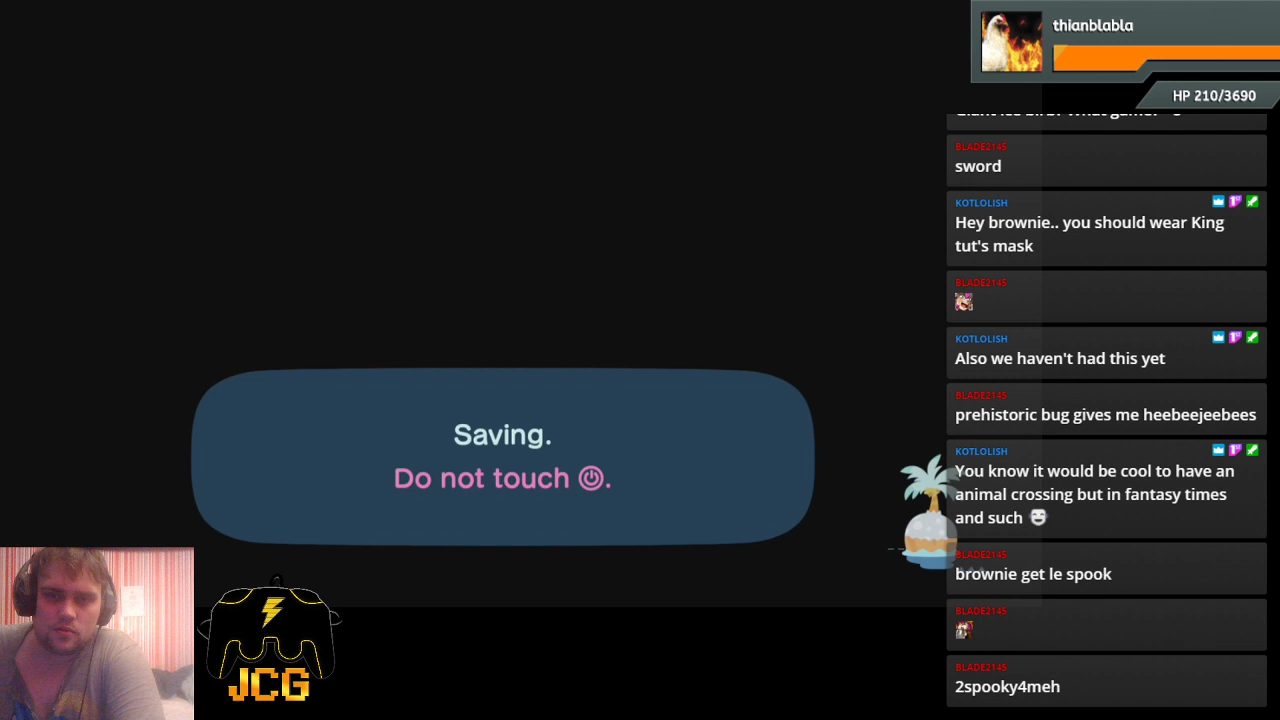 thianblabla
HP 210/3690
BLADE2145
sword
KOTLOLISH
Hey brownie.. you should wear King
tut's mask
BLADE2145
KOTLOLISH
Also we haven't had this yet
BLADE2145
prehistoric bug gives me heebeejeebees
KOTLOLISH
You know it would be cool to have an
animal crossing but in fantasy times
and such
BLADE2145
brownie get le spook
BLADE2145
BLADE2145
2spooky4meh
Saving.
Do not touch .
JCG